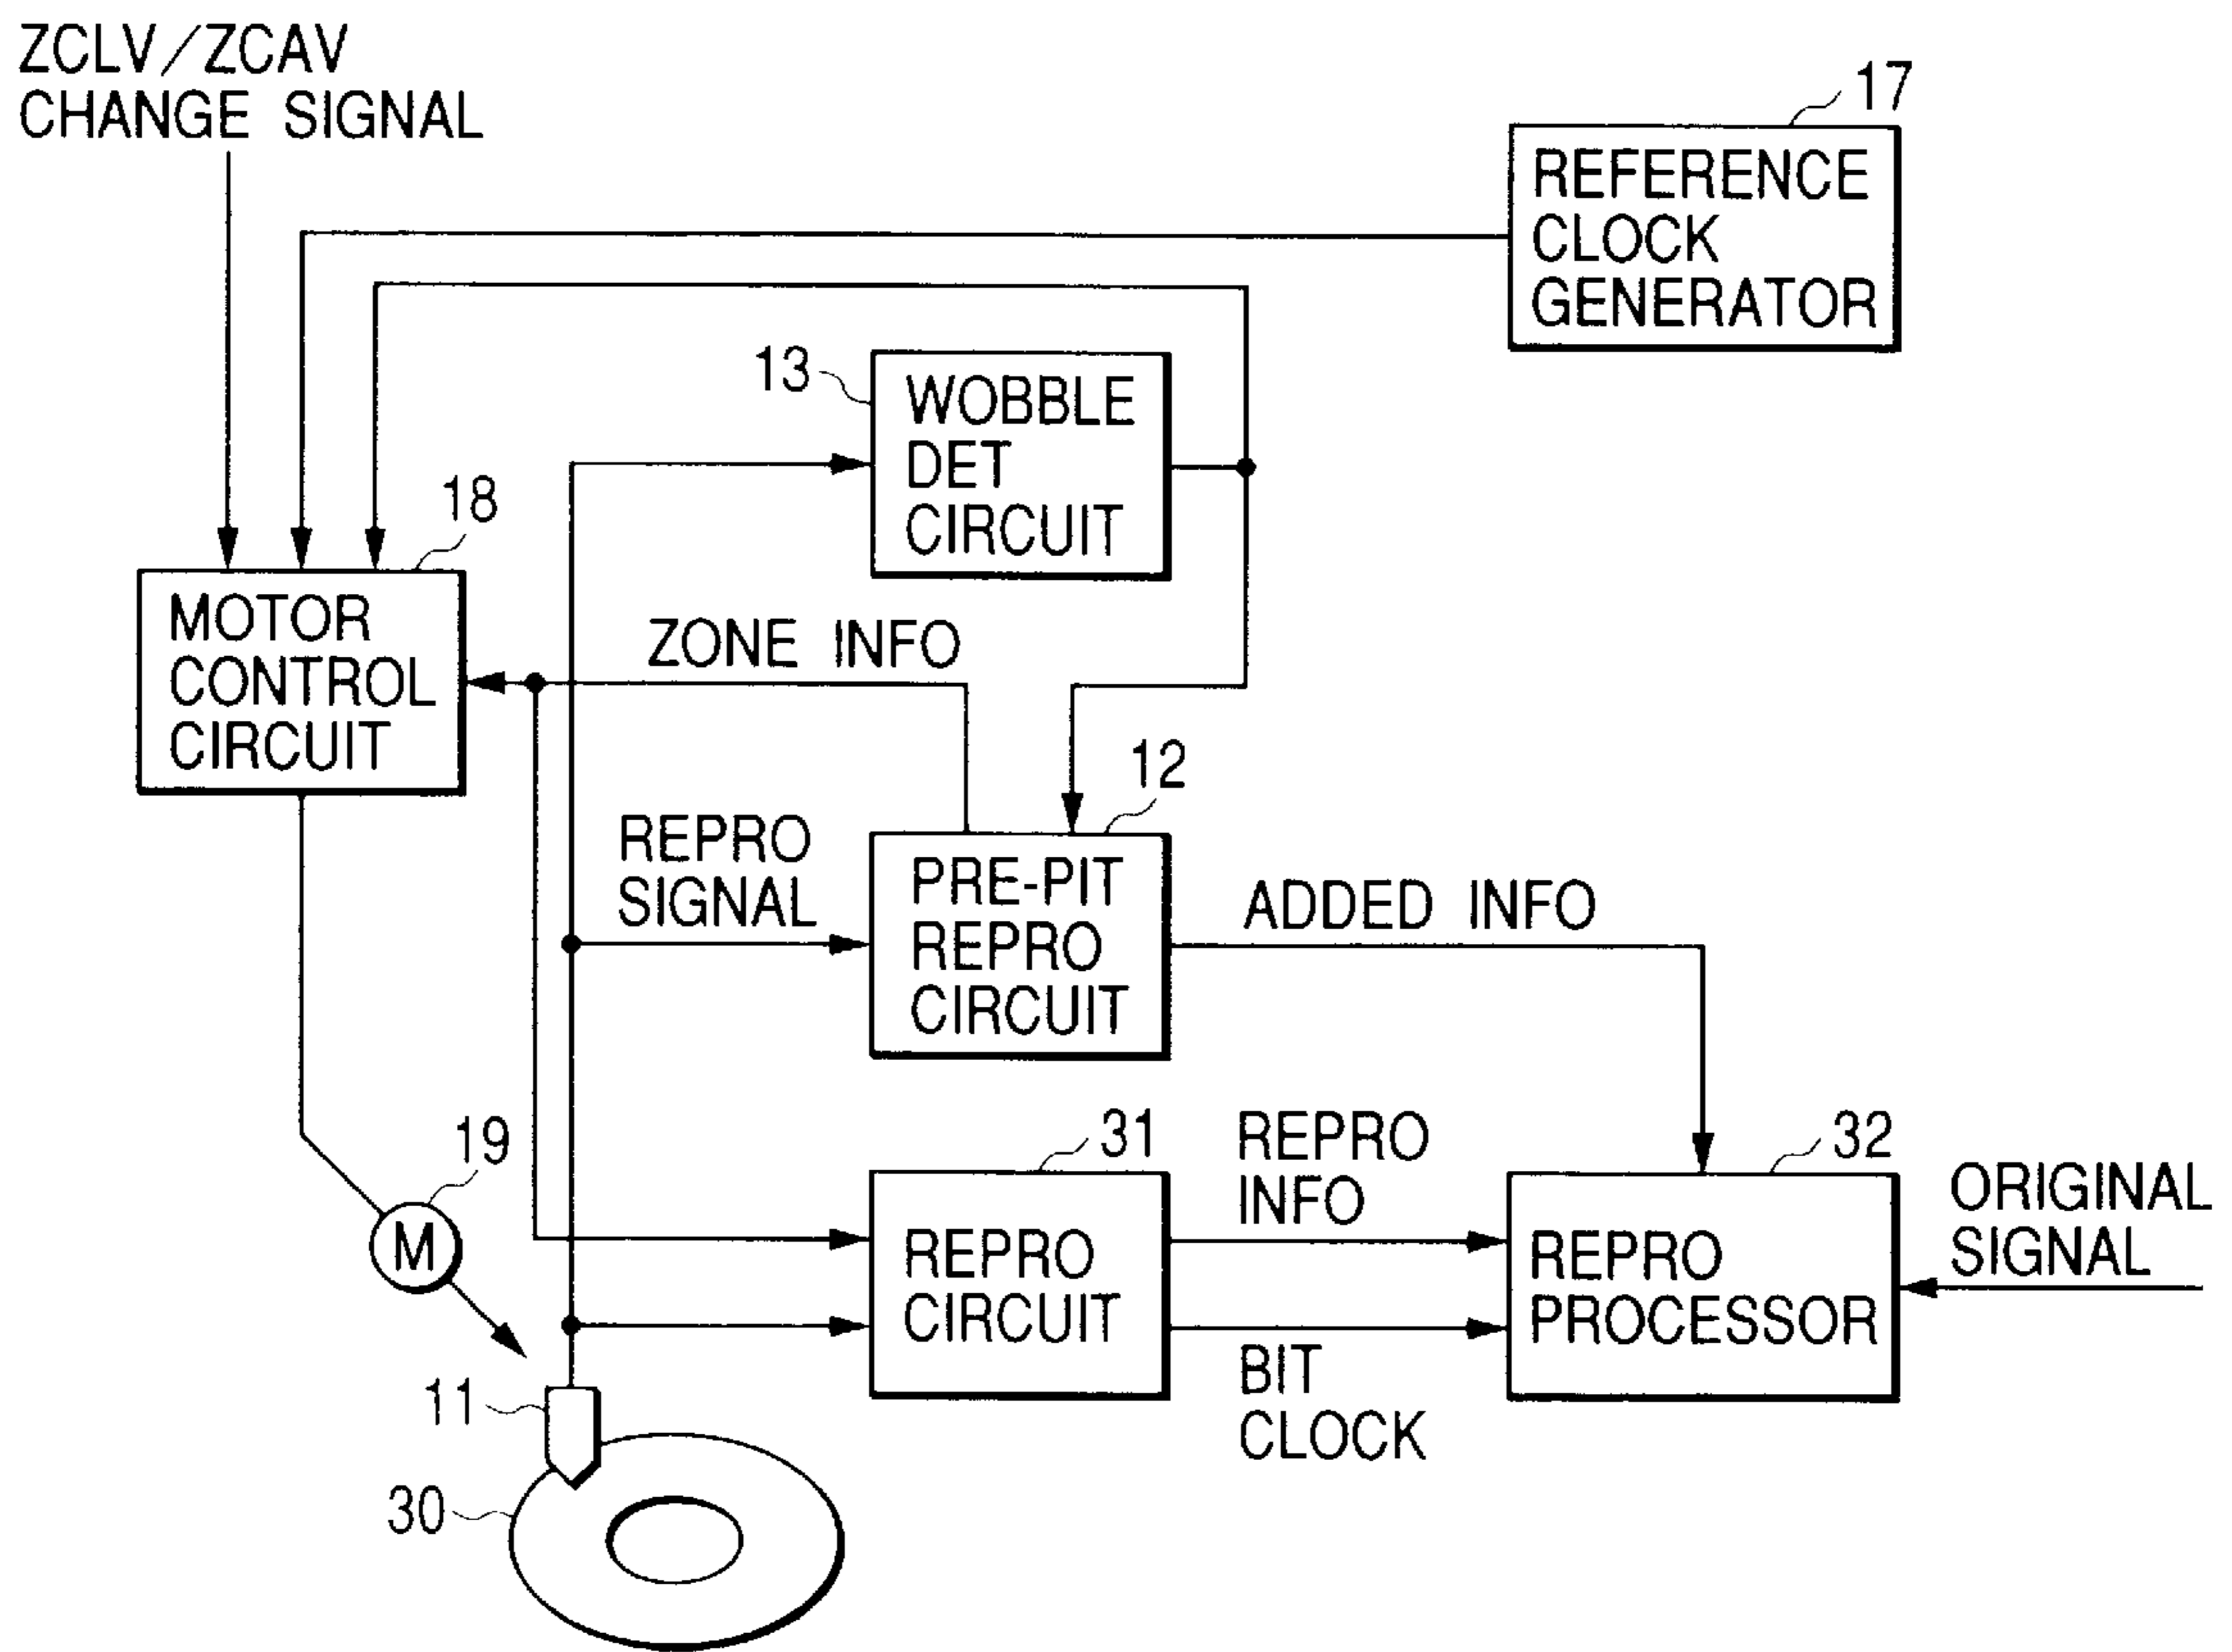 ZCLV/ZCAV
CHANGE SIGNAL
17
REFERENCE
CLOCK
GENERATOR
13
WOBBLE
DET
CIRCUIT
18
MOTOR
CONTROL
CIRCUIT
ZONE INFO
12
REPRO
SIGNAL
PRE-PIT
REPRO
CIRCUIT
ADDED INFO
19
M
31
REPRO
CIRCUIT
REPRO
INFO
BIT
CLOCK
32
REPRO
PROCESSOR
ORIGINAL
SIGNAL
11
30